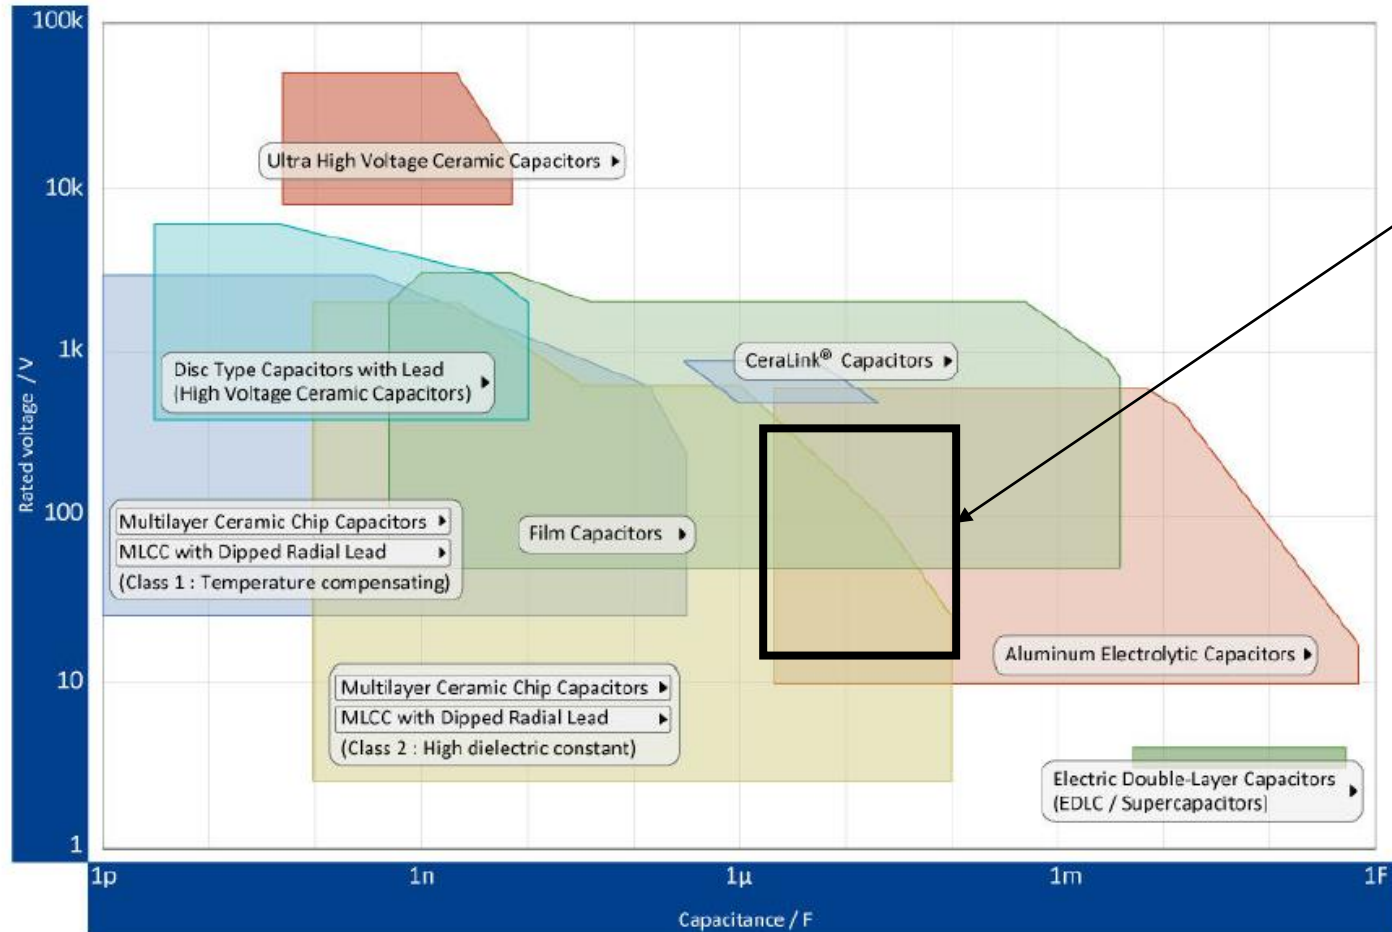 100k
10k
1k
100
10
1
Rated voltage / V
Ultra High Voltage Ceramic Capacitors ▶
CeraLink® Capacitors ▶
Disc Type Capacitors with Lead
(High Voltage Ceramic Capacitors) ▶
Multilayer Ceramic Chip Capacitors ▶
MLCC with Dipped Radial Lead ▶
(Class 1 : Temperature compensating)
Film Capacitors ▶
Aluminum Electrolytic Capacitors ▶
Multilayer Ceramic Chip Capacitors ▶
MLCC with Dipped Radial Lead ▶
(Class 2 : High dielectric constant)
Electric Double-Layer Capacitors
(EDLC / Supercapacitors) ▶
1p 1n 1µ 1m 1F
Capacitance / F